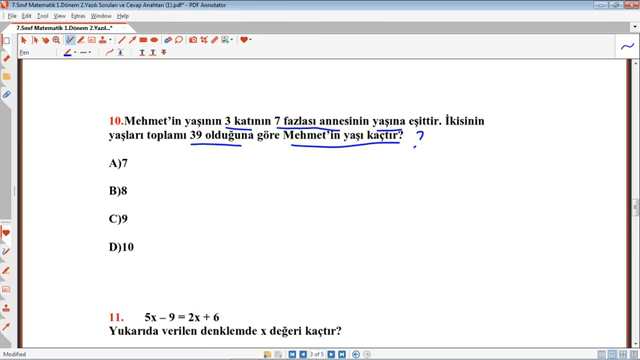 7.Sınıf Matematik 1.Dönem 2.Yazılı Soruları ve Cevap Anahtarı (1).pdf* - PDF Annotator
File Edit Insert View Extras Help
7.Sınıf Matematik 1.Dönem 2.Yazıl...*
Pen
10.Mehmet'in yaşının 3 katının 7 fazlası annesinin yaşına eşittir. İkisinin
yaşları toplamı 39 olduğuna göre Mehmet'in yaşı kaçtır? ?
A)7
B)8
C)9
D)10
11. 5x – 9 = 2x + 6
Yukarıda verilen denklemde x değeri kaçtır?
Modified
3 of 5